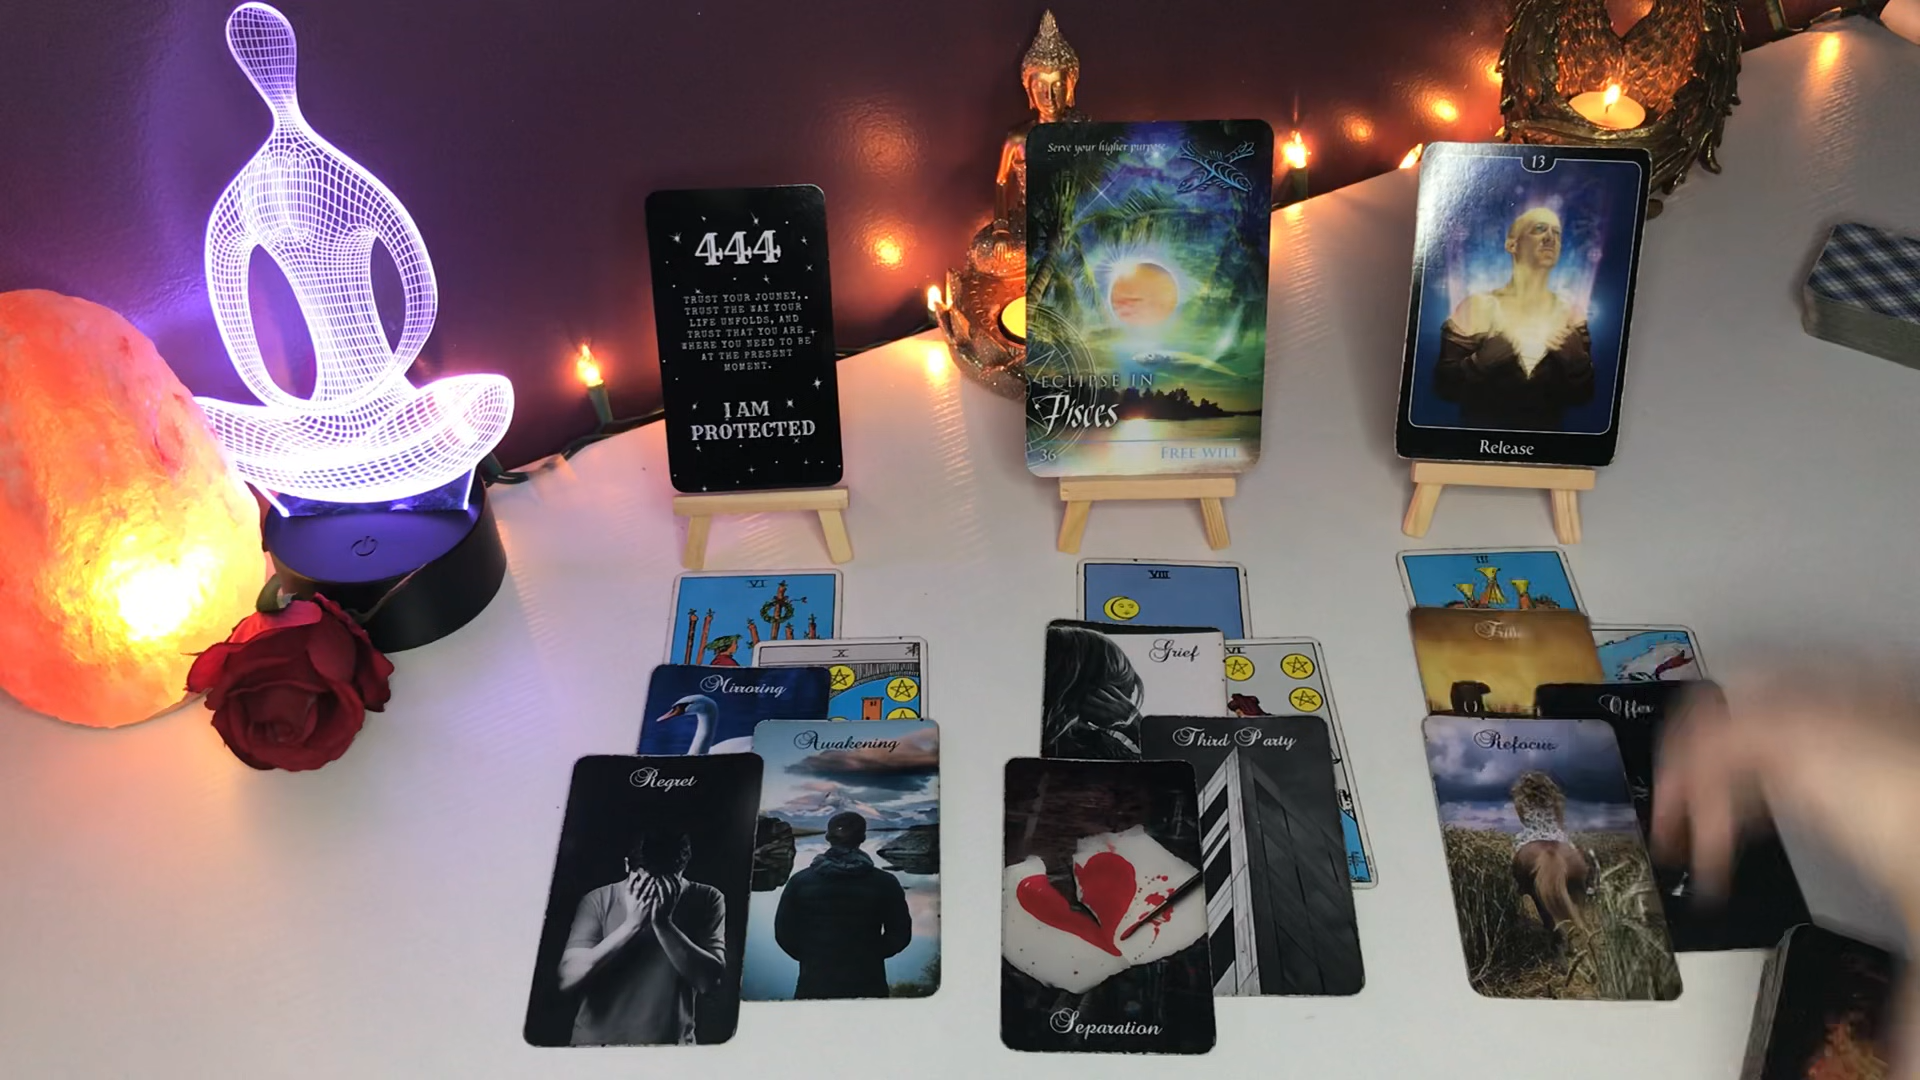 444
TRUST YOUR JOUNEY,
TRUST THE WAY YOUR
LIFE UNFOLDS, AND
TRUST THAT YOU ARE
WHERE YOU NEED TO BE
AT THE PRESENT
MOMENT.
I AM
PROTECTED
Serve your higher purpose
ECLIPSE IN
Pisces
36
FREE WILL
13
Release
VI
X
Mirroring
Awakening
Regret
VIII
Grief
VI
Third Party
Separation
III
Offer
Refocus